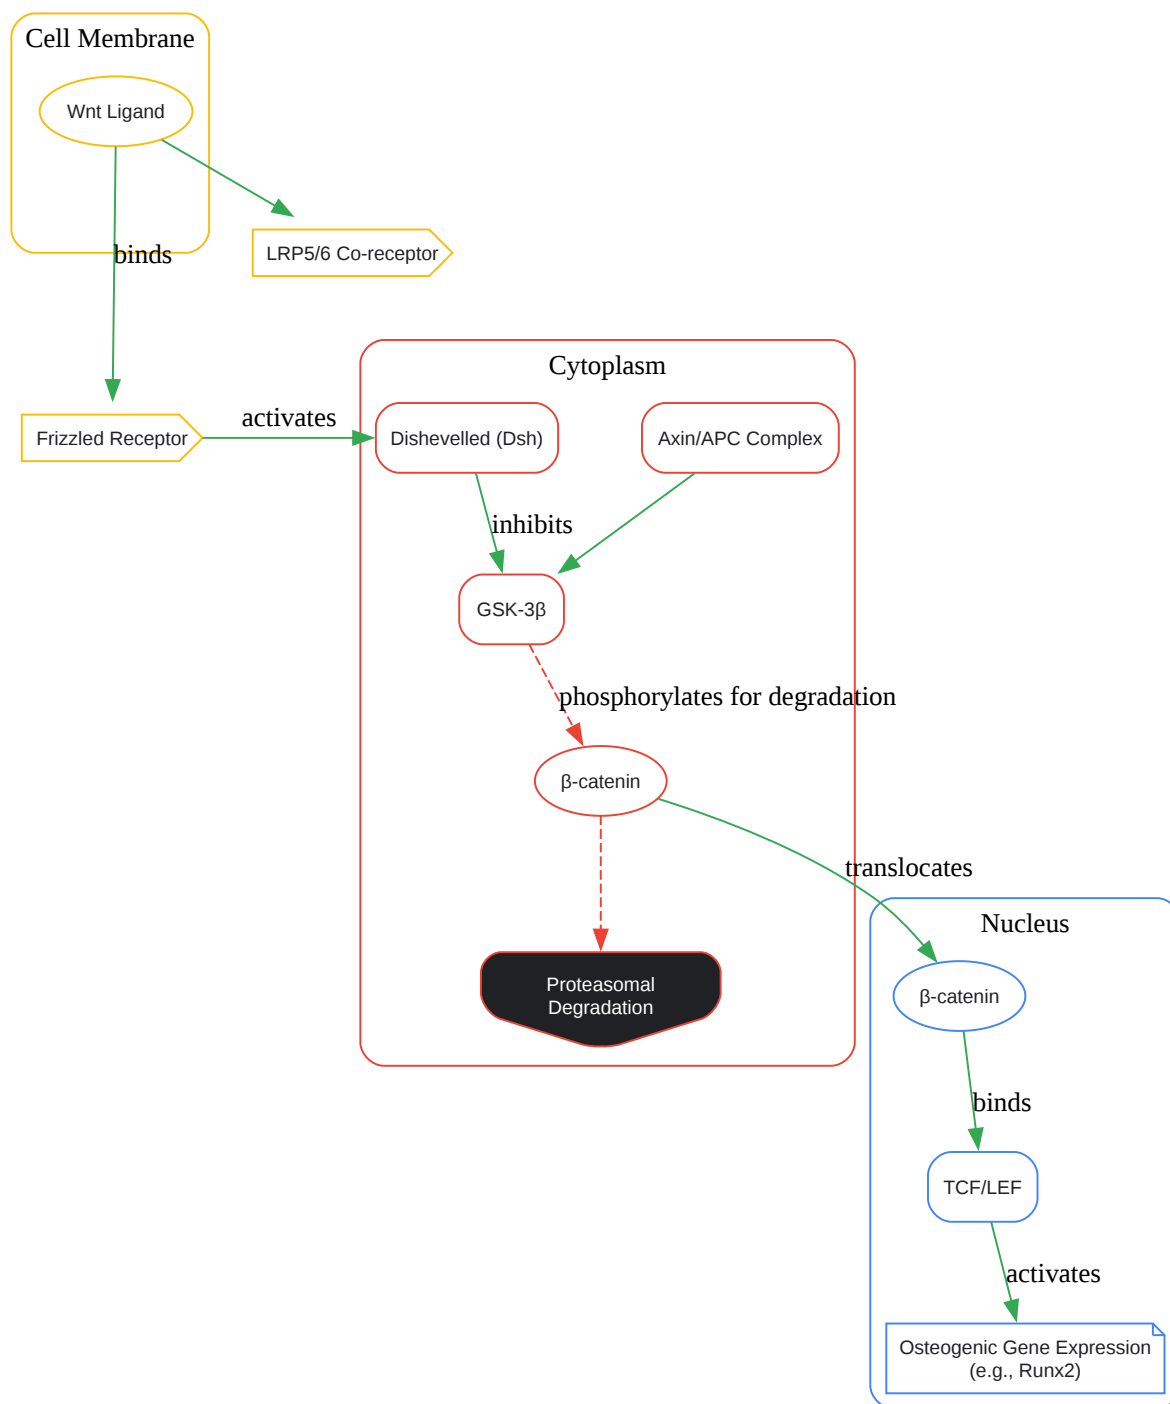 Cell Membrane
Wnt Ligand
binds
LRP5/6 Co-receptor
Cytoplasm
Frizzled Receptor
activates
Dishevelled (Dsh)
Axin/APC Complex
inhibits
GSK-3β
phosphorylates for degradation
β-catenin
translocates
Nucleus
Proteasomal
Degradation
β-catenin
binds
TCF/LEF
activates
Osteogenic Gene Expression
(e.g., Runx2)